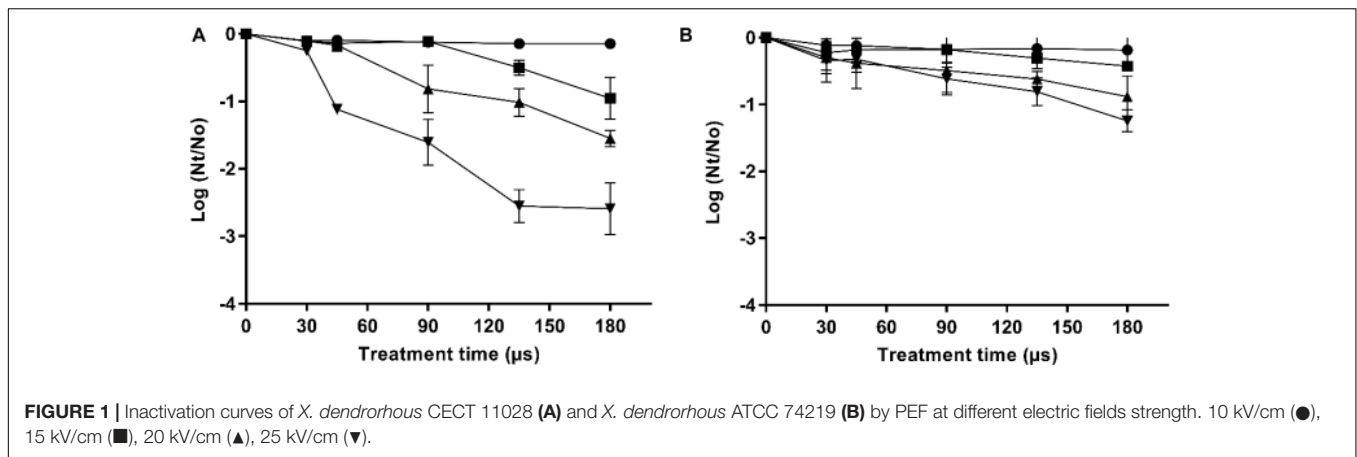 A
Log (Nt/No)
0
-1
-2
-3
-4
0 30 60 90 120 150 180
Treatment time (µs)
B
Log (Nt/No)
0
-1
-2
-3
-4
0 30 60 90 120 150 180
Treatment time (µs)
FIGURE 1 | Inactivation curves of X. dendrorhous CECT 11028 (A) and X. dendrorhous ATCC 74219 (B) by PEF at different electric fields strength. 10 kV/cm (●),
15 kV/cm (■), 20 kV/cm (▲), 25 kV/cm (▼).